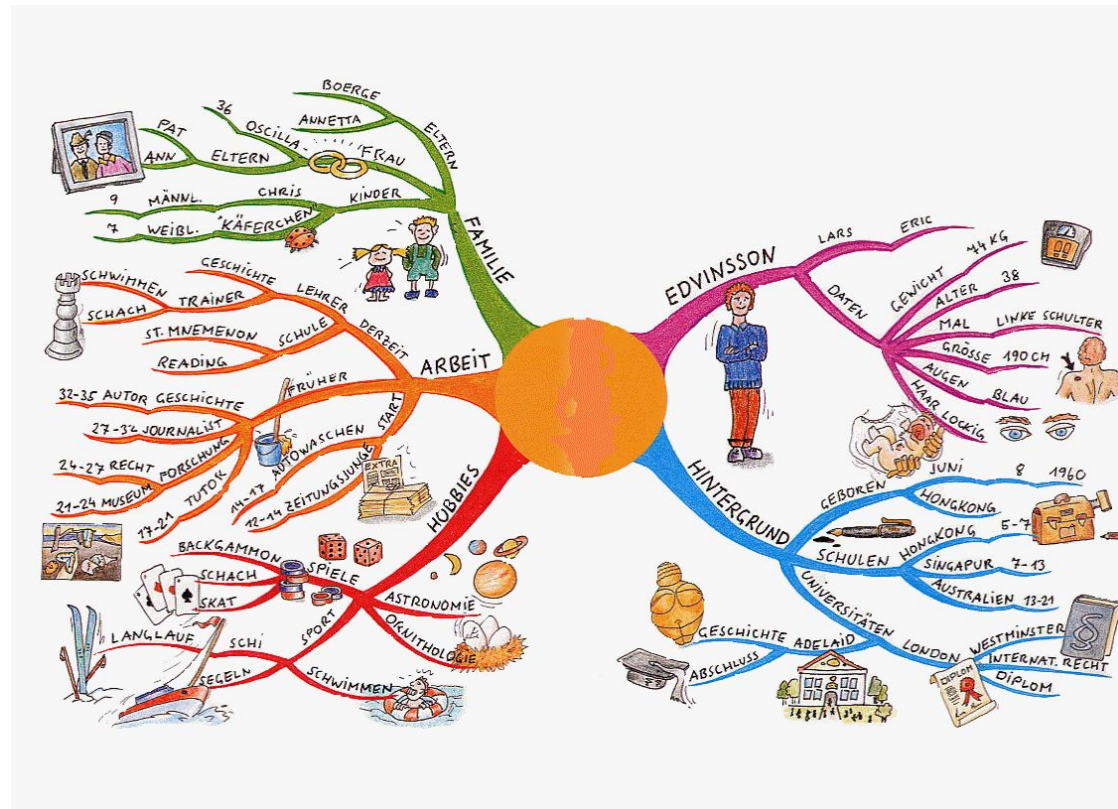 BOERGE
ANNETTA
ELTERN
36
OSCILLA
FRAU
PAT
ANN
ELTERN
9
MÄNNL.
CHRIS
KINDER
7
WEIBL.
"KÄFERCHEN"
FAMILIE
GESCHICHTE
LEHRER
SCHWIMMEN
TRAINER
SCHACH
DERZEIT
ST. MNEMENON
SCHULE
READING
ARBEIT
FRÜHER
32-35 AUTOR GESCHICHTE
27-32 JOURNALIST
24-27 RECHT
FORSCHUNG
21-24 MUSEUM
17-21
TUTOR
START
14-17 AUTOWASCHEN
12-14 ZEITUNGSJUNGE
EXTRA
HOBBIES
BACKGAMMON
SPIELE
SCHACH
SKAT
ASTRONOMIE
ORNITHOLOGIE
SPORT
LANGLAUF
SCHI
SEGELN
SCHWIMMEN
EDVINSSON
LARS
ERIC
DATEN
GEWICHT
74 KG
ALTER
38
MAL
LINKE SCHULTER
GRÖSSE
190 CM
AUGEN
BLAU
HAAR LOCKIG
HINTERGRUND
GEBOREN
JUNI
8
1960
HONGKONG
SCHULEN
HONGKONG
5-7
SINGAPUR
7-13
AUSTRALIEN
13-21
UNIVERSITÄTEN
LONDON
WESTMINSTER
INTERNAT. RECHT
DIPLOM
DIPLOM
ADELAID
GESCHICHTE
ABSCHLUSS
§